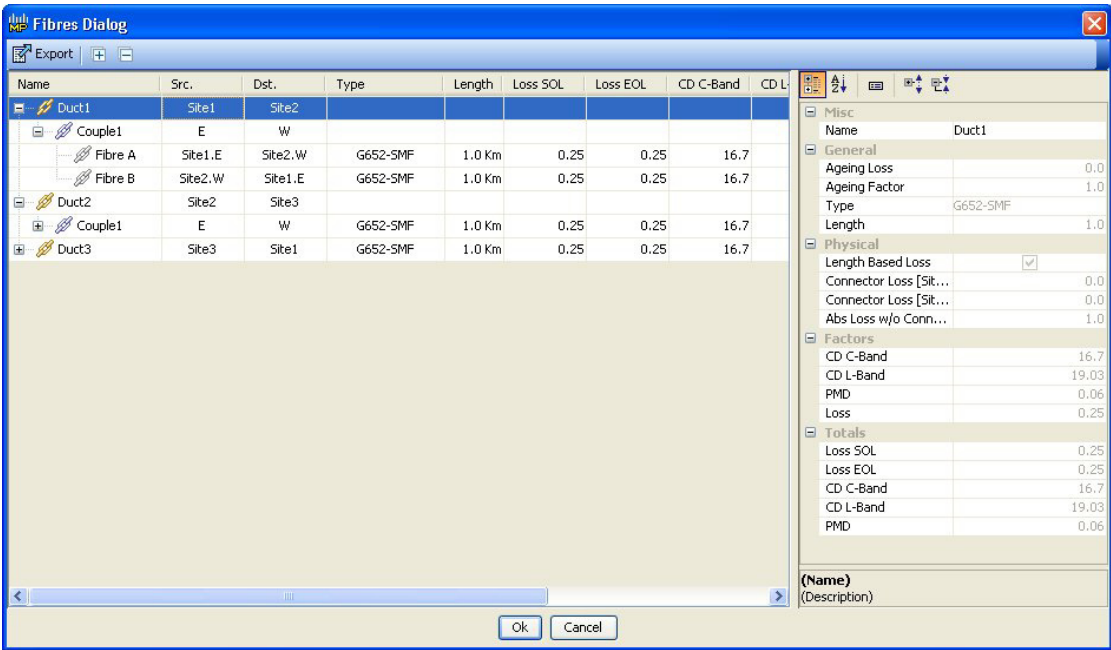 MP Fibres Dialog
Export
Name Src. Dst. Type Length Loss SOL Loss EOL CD C-Band CD L-
Duct1 Site1 Site2
Couple1 E W
Fibre A Site1.E Site2.W G652-SMF 1.0 Km 0.25 0.25 16.7
Fibre B Site2.W Site1.E G652-SMF 1.0 Km 0.25 0.25 16.7
Duct2 Site2 Site3
Couple1 E W G652-SMF 1.0 Km 0.25 0.25 16.7
Duct3 Site3 Site1 G652-SMF 1.0 Km 0.25 0.25 16.7
Misc
Name Duct1
General
Ageing Loss 0.0
Ageing Factor 1.0
Type G652-SMF
Length 1.0
Physical
Length Based Loss
Connector Loss [Sit... 0.0
Connector Loss [Sit... 0.0
Abs Loss w/o Conn... 1.0
Factors
CD C-Band 16.7
CD L-Band 19.03
PMD 0.06
Loss 0.25
Totals
Loss SOL 0.25
Loss EOL 0.25
CD C-Band 16.7
CD L-Band 19.03
PMD 0.06
(Name)
(Description)
Ok Cancel